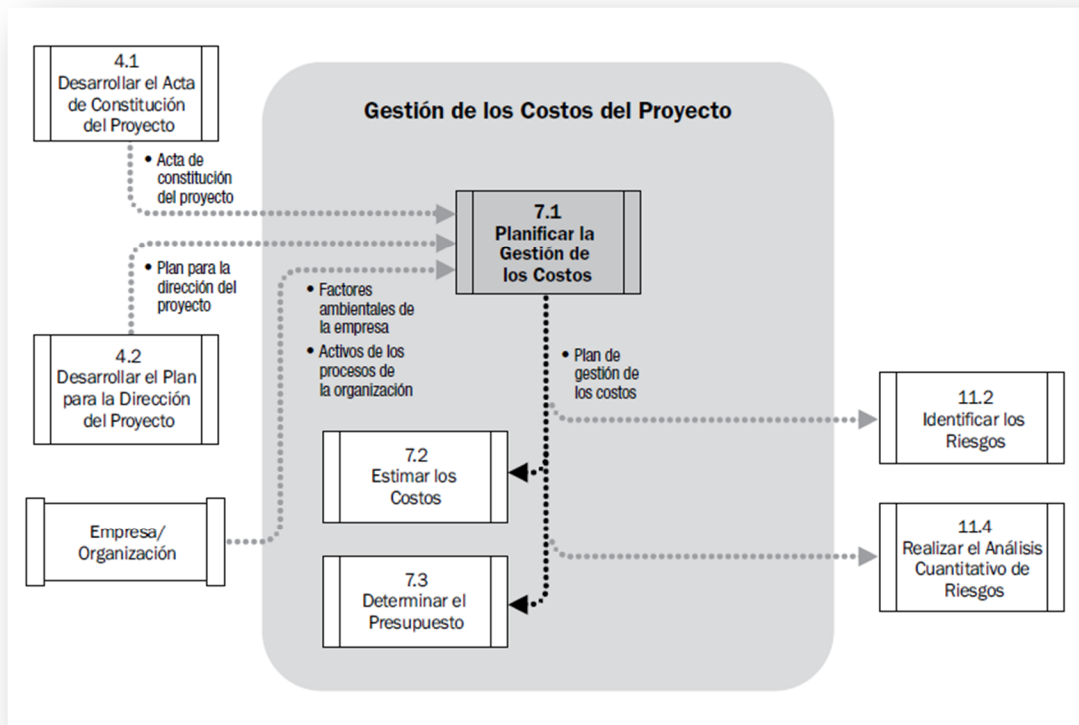 4.1
Desarrollar el Acta
de Constitución
del Proyecto
Gestión de los Costos del Proyecto
• Acta de
constitución
del proyecto
7.1
Planificar la
Gestión de
los Costos
• Plan para la
dirección del
proyecto
• Factores
ambientales de
la empresa
• Activos de los
procesos de
la organización
4.2
Desarrollar el Plan
para la Dirección
del Proyecto
• Plan de
gestión de
los costos
11.2
Identificar los
Riesgos
7.2
Estimar los
Costos
Empresa/
Organización
11.4
Realizar el Análisis
Cuantitativo de
Riesgos
7.3
Determinar el
Presupuesto